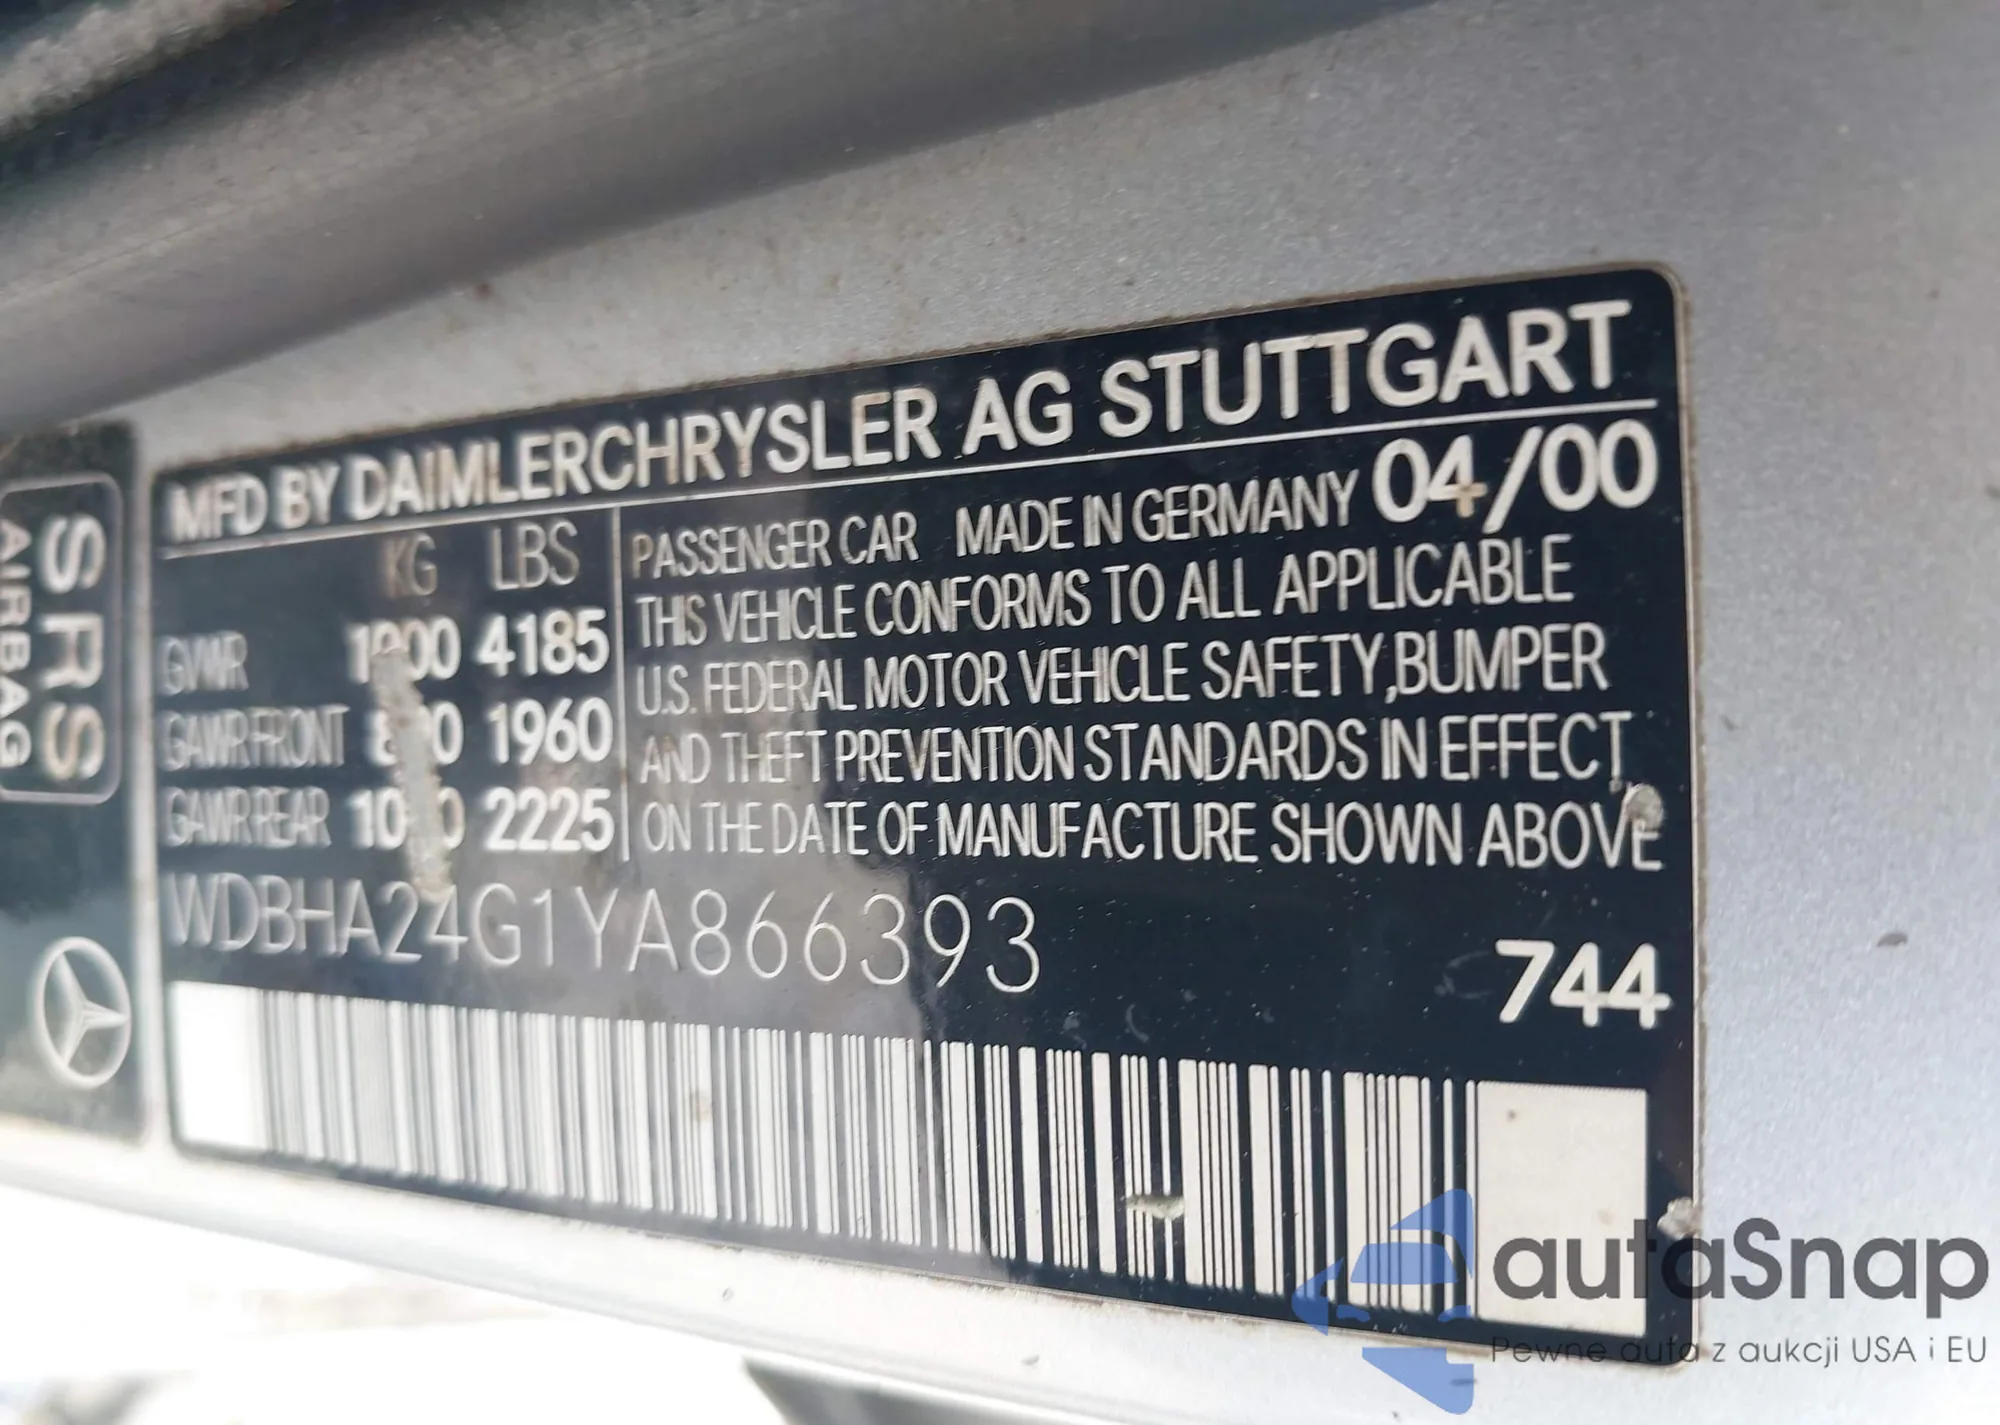 MFD BY DAIMLERCHRYSLER AG STUTTGART
KG LBS
GVWR 4185
GAWR FRONT 1960
GAWR REAR 2225
PASSENGER CAR MADE IN GERMANY 04/00
THIS VEHICLE CONFORMS TO ALL APPLICABLE
U.S. FEDERAL MOTOR VEHICLE SAFETY,BUMPER
AND THEFT PREVENTION STANDARDS IN EFFECT
ON THE DATE OF MANUFACTURE SHOWN ABOVE
WDBHA24G1YA866393
744
SRS
AIRBAG
autaSnap
Pewne auta z aukcji USA i EU